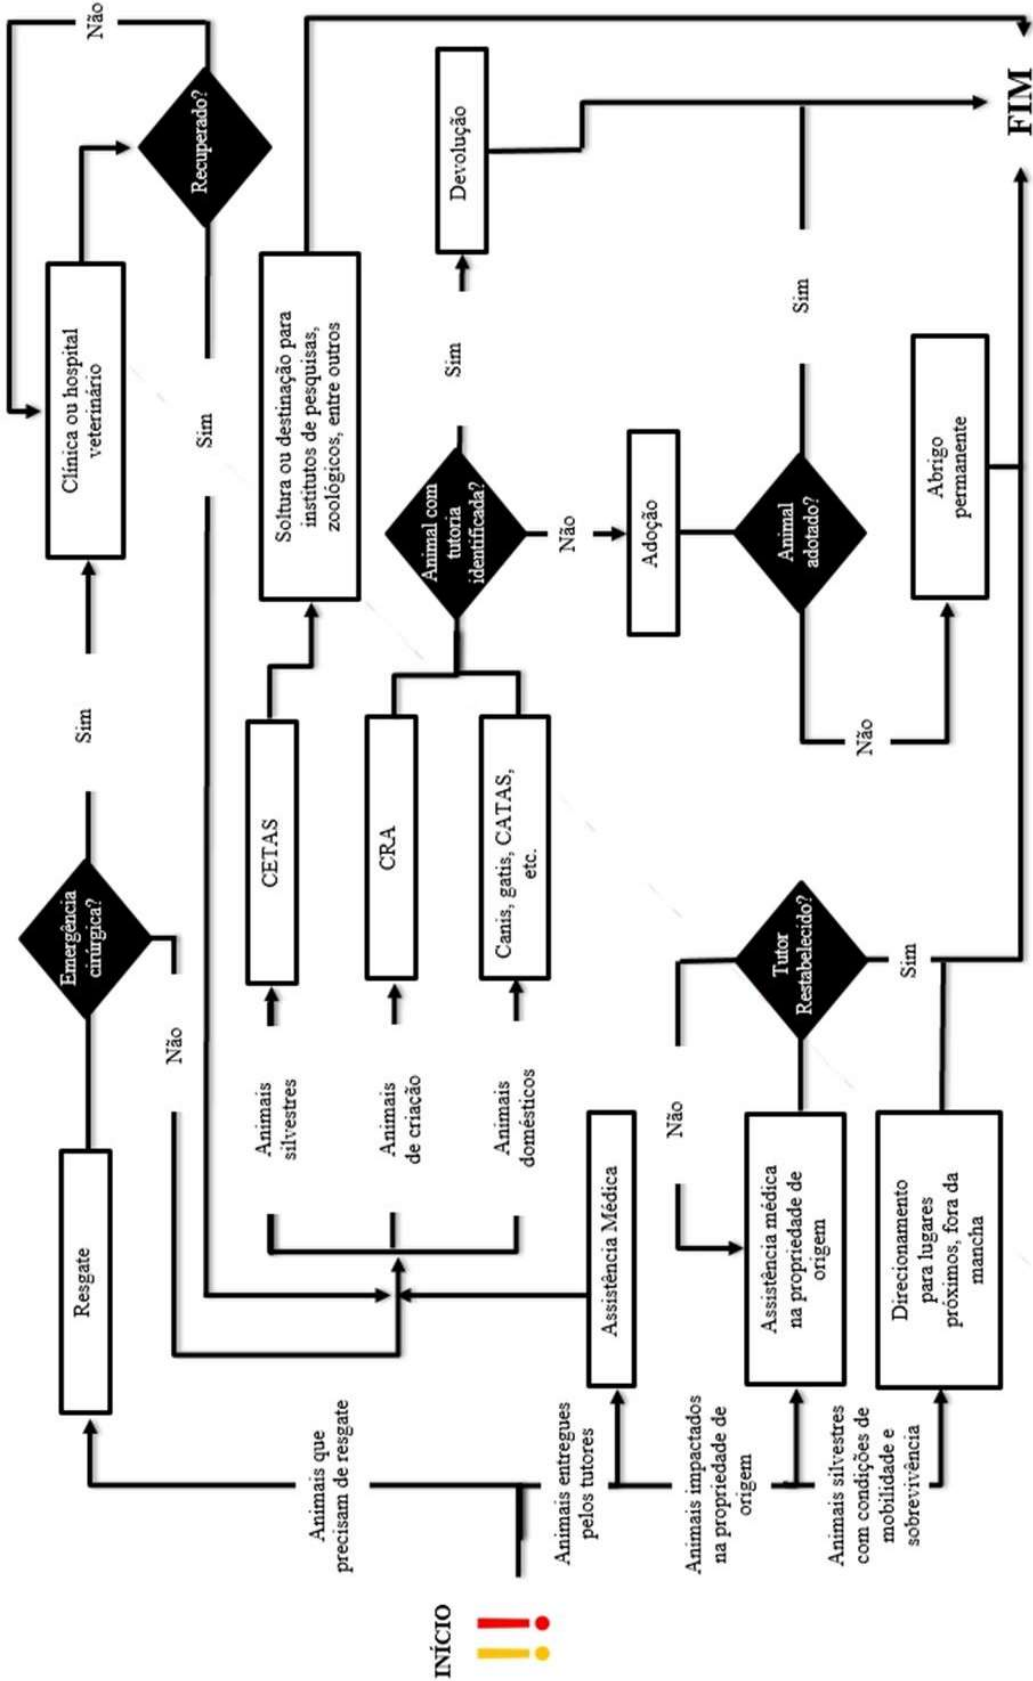 INÍCIO
Animais que
precisam de resgate
Animais entregues
pelos tutores
Animais impactados
na propriedade de
origem
Animais silvestres
com condições de
mobilidade e
sobrevivência
Resgate
Emergência
cirúrgica?
Sim
Não
Clínica ou hospital
veterinário
Recuperado?
Não
Sim
Animais
silvestres
Animais
de criação
Animais
domésticos
CETAS
CRA
Canis, gatis, CATAS,
etc.
Soltura ou destinação para
institutos de pesquisas,
zoológicos, entre outros
Animal com
tutoria
identificada?
Sim
Devolução
Não
Adoção
Animal
adotado?
Sim
Não
Abrigo
permanente
Assistência Médica
Assistência médica
na propriedade de
origem
Tutor
Restabelecido?
Não
Sim
Direcionamento
para lugares
próximos, fora da
mancha
FIM